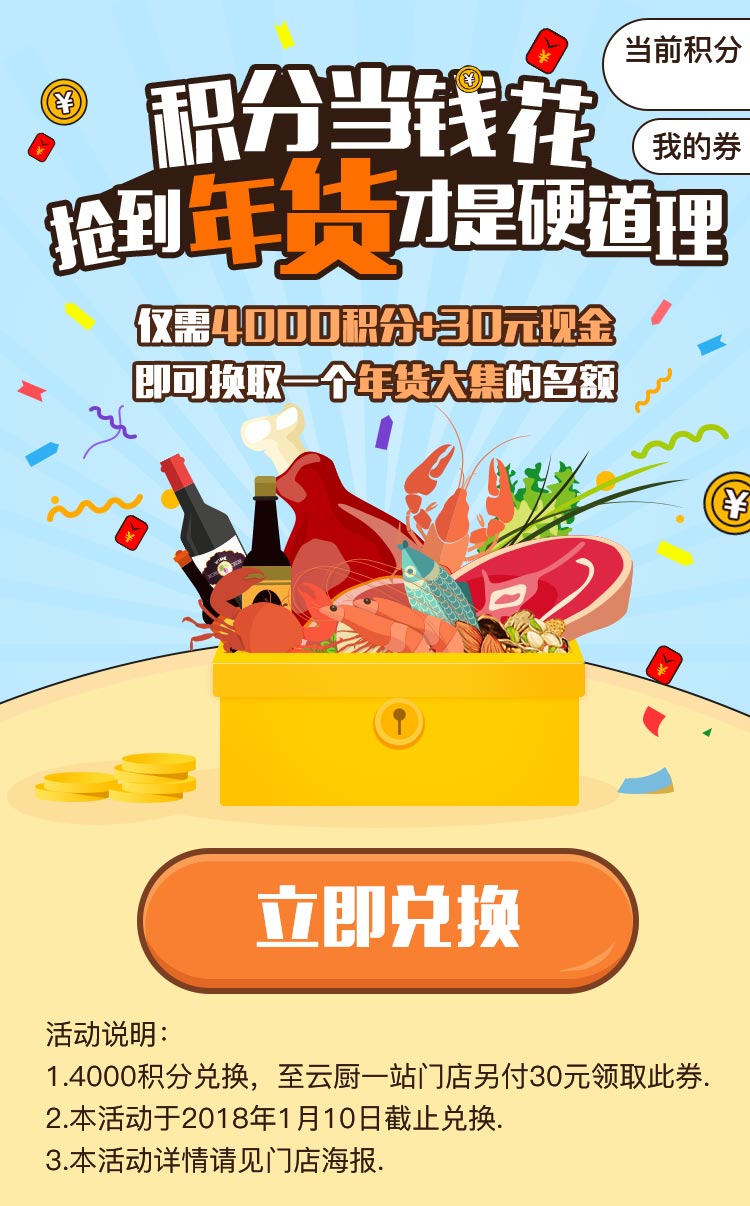 当前积分
我的券
积分当钱花
抢到年货才是硬道理
仅需4000积分+30元现金
即可换取一个年货大集的名额
立即兑换
活动说明：
1.4000积分兑换，至云厨一站门店另付30元领取此券.
2.本活动于2018年1月10日截止兑换.
3.本活动详情请见门店海报.